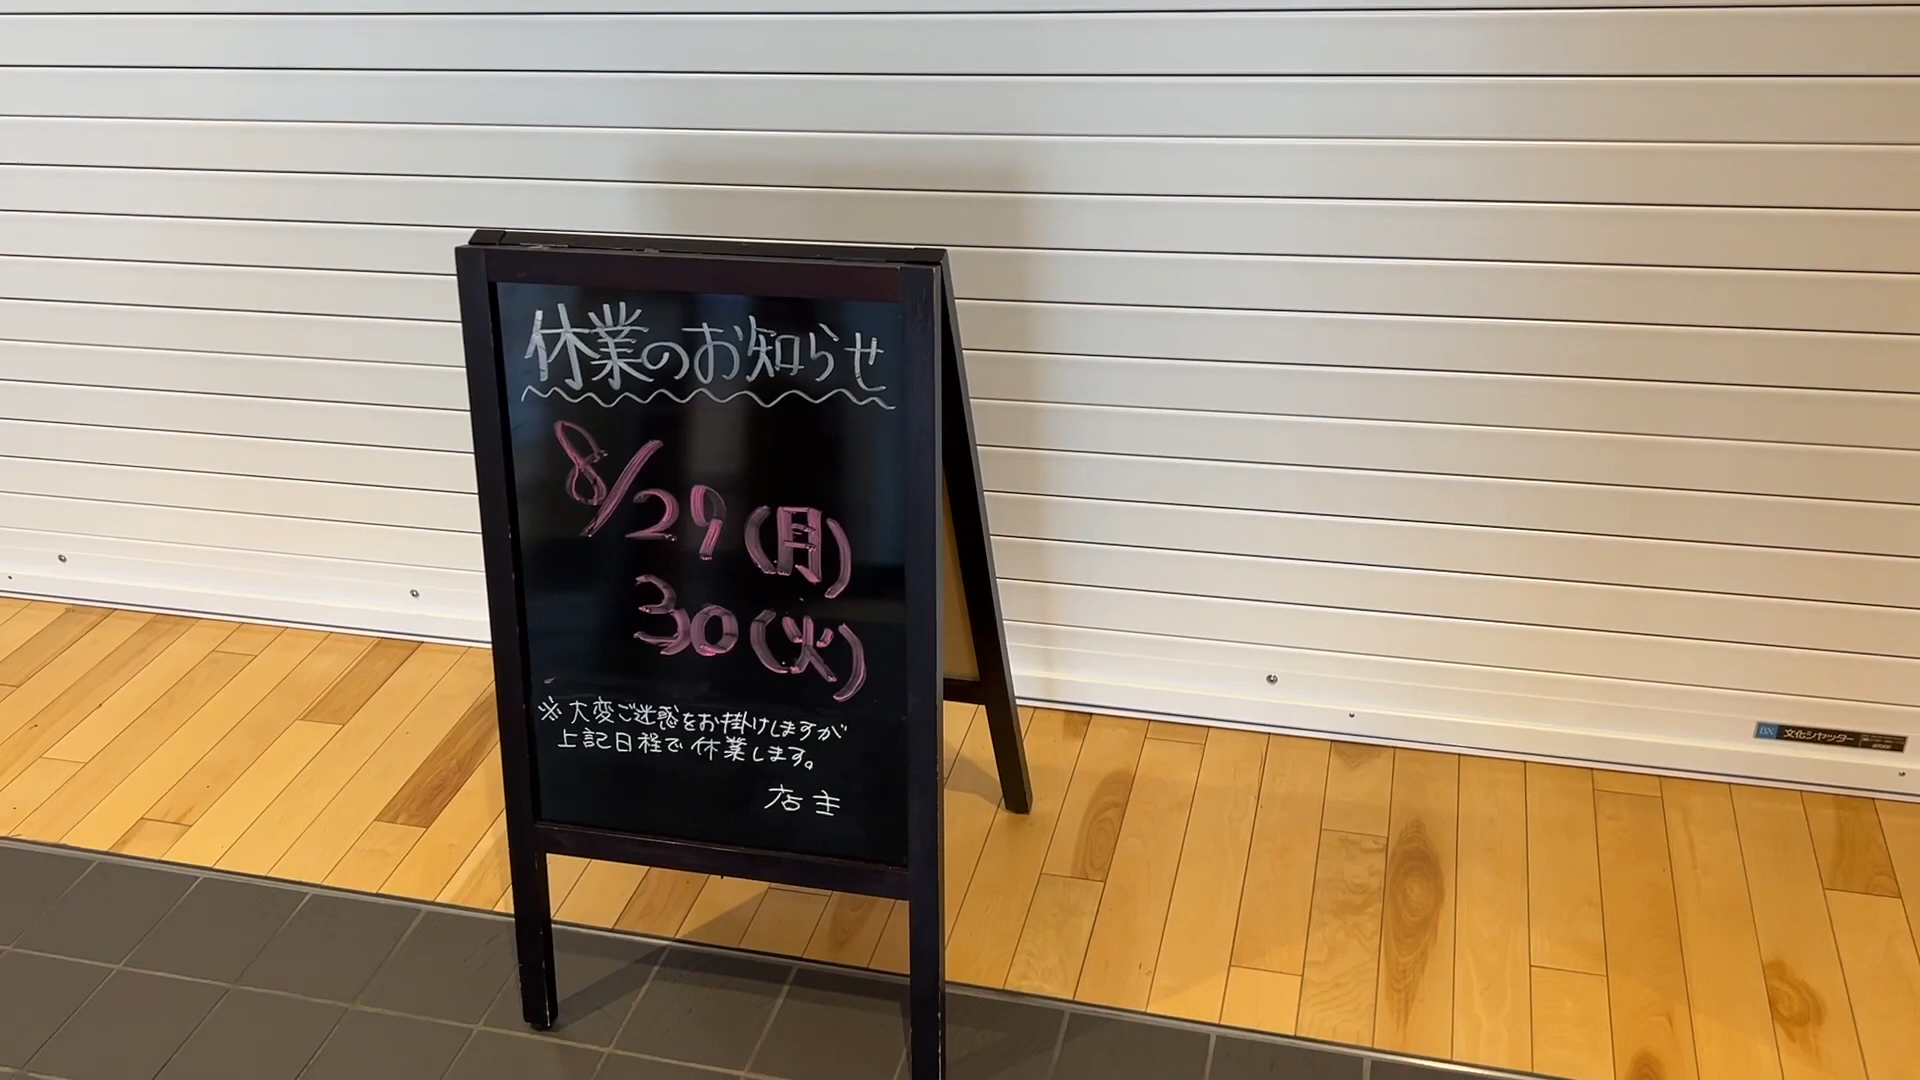 休業のお知らせ
8/29(月)
30(火)
※大変ご迷惑をお掛けしますが
上記日程で休業します。
店主
BX 文化シヤッター